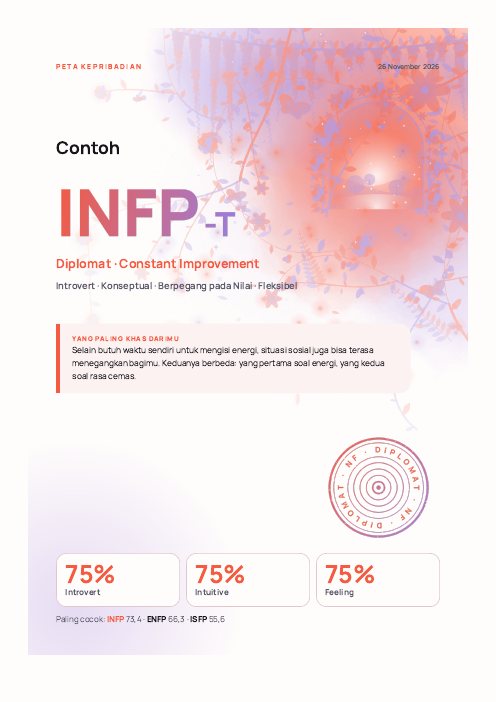 PETA KEPRIBADIAN
26 November 2026
Contoh
INFP-T
Diplomat · Constant Improvement
Introvert · Konseptual · Berpegang pada Nilai · Fleksibel
YANG PALING KHAS DARIMU
Selain butuh waktu sendiri untuk mengisi energi, situasi sosial juga bisa terasa
menegangkan bagimu. Keduanya berbeda: yang pertama soal energi, yang kedua
soal rasa cemas.
DIPLOMAT · NF · DIPLOMAT · NF ·
75%
Introvert
75%
Intuitive
75%
Feeling
Paling cocok: INFP 73,4 · ENFP 66,3 · ISFP 55,6